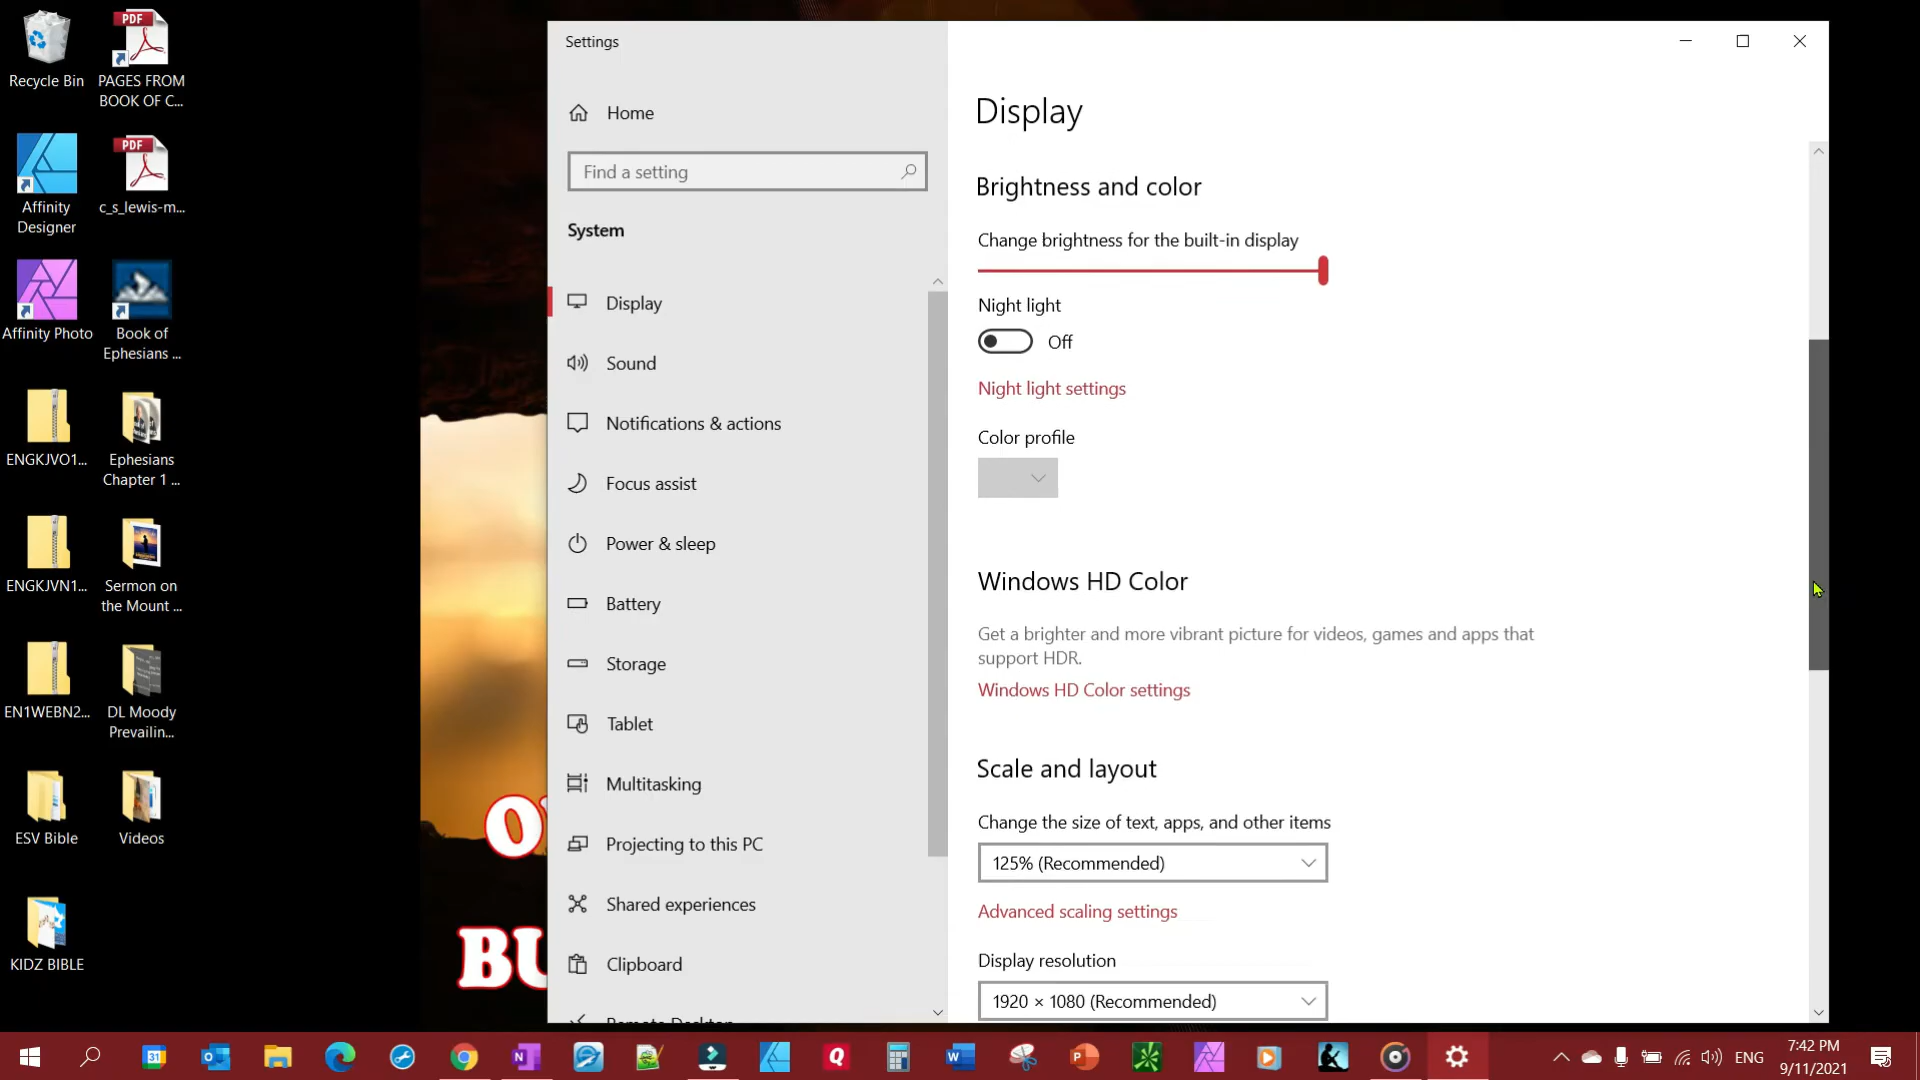 Recycle Bin
PAGES FROM
BOOK OF C...
Affinity
Designer
c_s_lewis-m...
Affinity Photo
Book of
Ephesians ...
ENGKJVO1...
Ephesians
Chapter 1 ...
ENGKJVN1...
Sermon on
the Mount ...
EN1WEBN2...
DL Moody
Prevailin...
ESV Bible
Videos
KIDZ BIBLE
PDF
PDF
BU
Settings
Home
Find a setting
System
Display
Sound
Notifications & actions
Focus assist
Power & sleep
Battery
Storage
Tablet
Multitasking
Projecting to this PC
Shared experiences
Clipboard
Remote Desktop
Display
Brightness and color
Change brightness for the built-in display
Night light
Off
Night light settings
Color profile
Windows HD Color
Get a brighter and more vibrant picture for videos, games and apps that
support HDR.
Windows HD Color settings
Scale and layout
Change the size of text, apps, and other items
125% (Recommended)
Advanced scaling settings
Display resolution
1920 × 1080 (Recommended)
31
N
Q
W
P
ENG
7:42 PM
9/11/2021